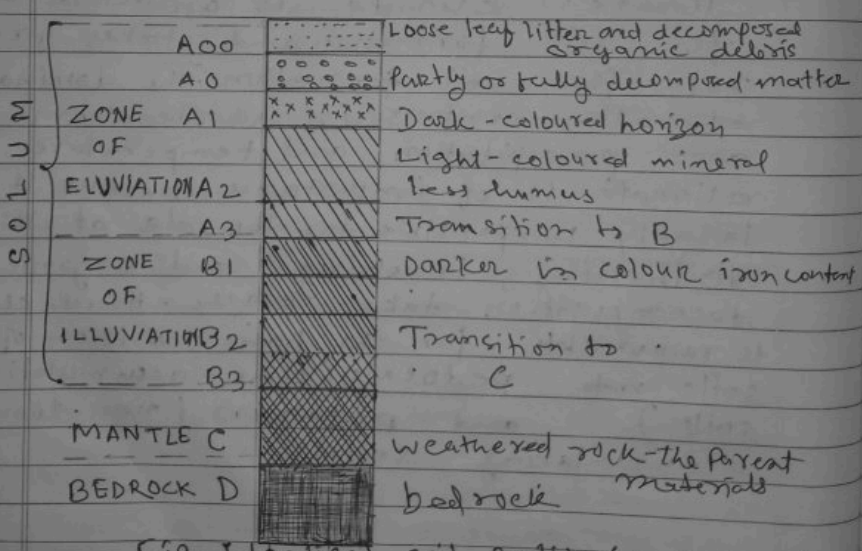 A00 Loose leaf litter and decomposed
organic debris
A0 Partly or fully decomposed matter
ZONE A1 Dark-coloured horizon
OF Light-coloured mineral
ELUVIATION A2 less humus
A3 Transition to B
ZONE B1 Darker in colour iron content
OF
ILLUVIATION B2 Transition to
B3 C
MANTLE C weathered rock-the Parent
Materials
BEDROCK D bedrock
SOLUM